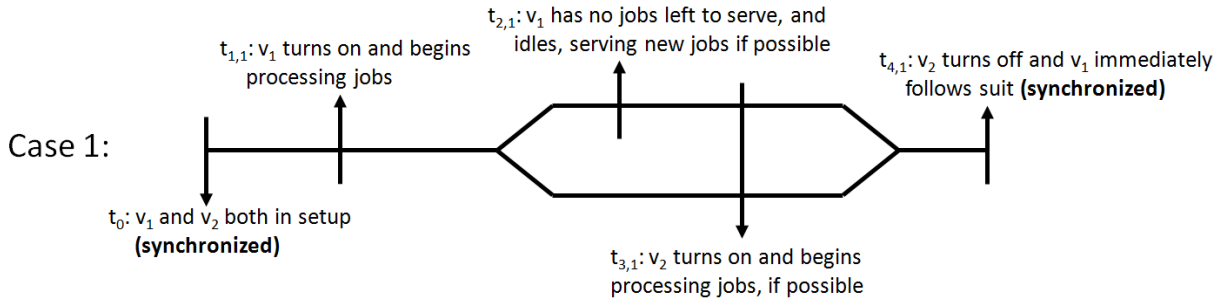 t2,1: v1 has no jobs left to serve, and
idles, serving new jobs if possible
t1,1: v1 turns on and begins
processing jobs
t4,1: v2 turns off and v1 immediately
follows suit (synchronized)
Case 1:
t0: v1 and v2 both in setup
(synchronized)
t3,1: v2 turns on and begins
processing jobs, if possible